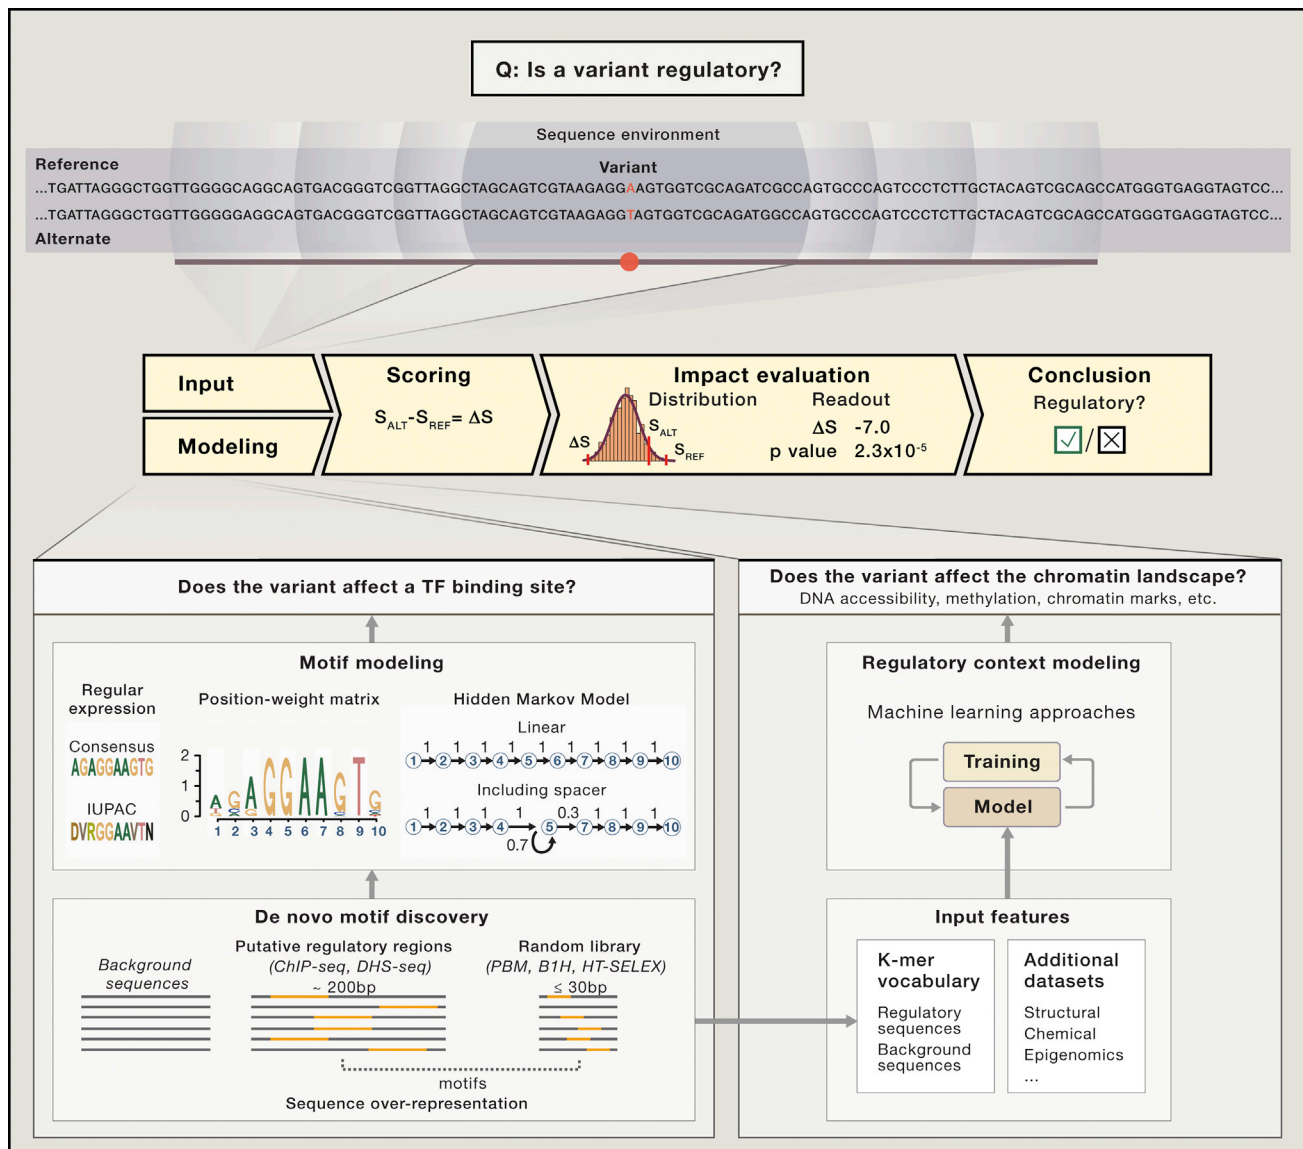 Q: Is a variant regulatory?
Sequence environment
Reference
Variant
...TGATTAGGGCTGGTTGGGGCAGGCAGTGACGGGTCGGTTAGGCTAGCAGTCGTAAGAGGAAGTGGTCGCAGATCGCCAGTGCCCAGTCCCTCTTGCTACAGTCGCAGCCATGGGTGAGGTAGTCC...
...TGATTAGGGCTGGTTGGGGGAGGCAGTGACGGGTCGGTTAGGCTAGCAGTCGTAAGAGGTAGTGGTCGCAGATGGCCAGTGCCCAGTCCCTCTTGCTACAGTCGCAGCCATGGGTGAGGTAGTCC...
Alternate
Input
Modeling
Scoring
SALT-SREF= ΔS
Impact evaluation
Distribution
ΔS
SALT
SREF
Readout
ΔS -7.0
p value 2.3x10-5
Conclusion
Regulatory?
/
Does the variant affect a TF binding site?
Motif modeling
Regular
expression
Consensus
AGAGGAAGTG
IUPAC
DVRGGAAVTN
Position-weight matrix
2
1
0
A G A G G A A G T G
1 2 3 4 5 6 7 8 9 10
Hidden Markov Model
Linear
1 1 1 1 1 1 1 1 1
1 2 3 4 5 6 7 8 9 10
Including spacer
1 1 1 1 0.3 1 1 1
1 2 3 4 5 7 8 9 10
0.7
De novo motif discovery
Background
sequences
Putative regulatory regions
(ChIP-seq, DHS-seq)
~ 200bp
Random library
(PBM, B1H, HT-SELEX)
≤ 30bp
motifs
Sequence over-representation
Does the variant affect the chromatin landscape?
DNA accessibility, methylation, chromatin marks, etc.
Regulatory context modeling
Machine learning approaches
Training
Model
Input features
K-mer
vocabulary
Regulatory
sequences
Background
sequences
Additional
datasets
Structural
Chemical
Epigenomics
...